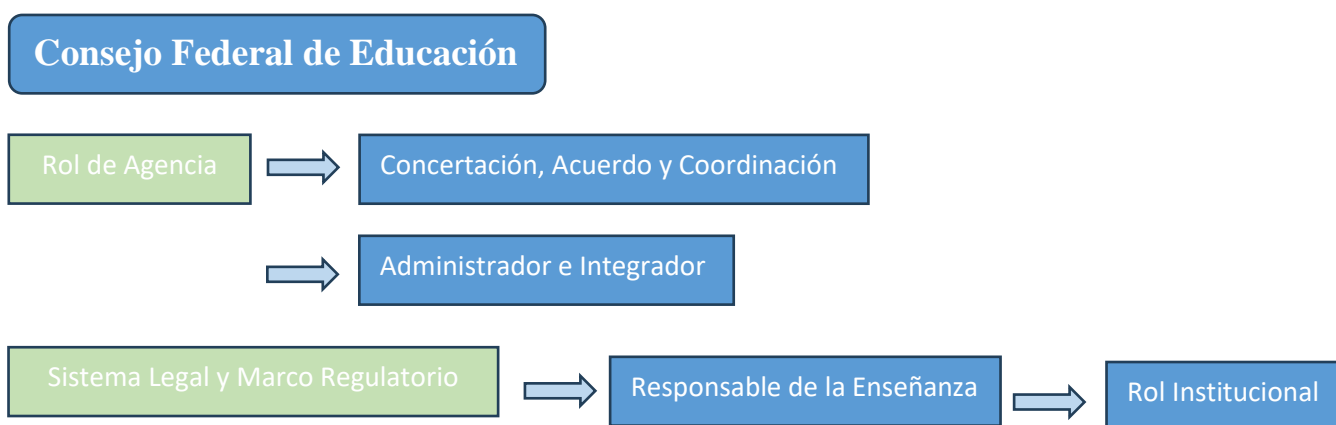 Consejo Federal de Educación
Rol de Agencia
Concertación, Acuerdo y Coordinación
Administrador e Integrador
Sistema Legal y Marco Regulatorio
Responsable de la Enseñanza
Rol Institucional